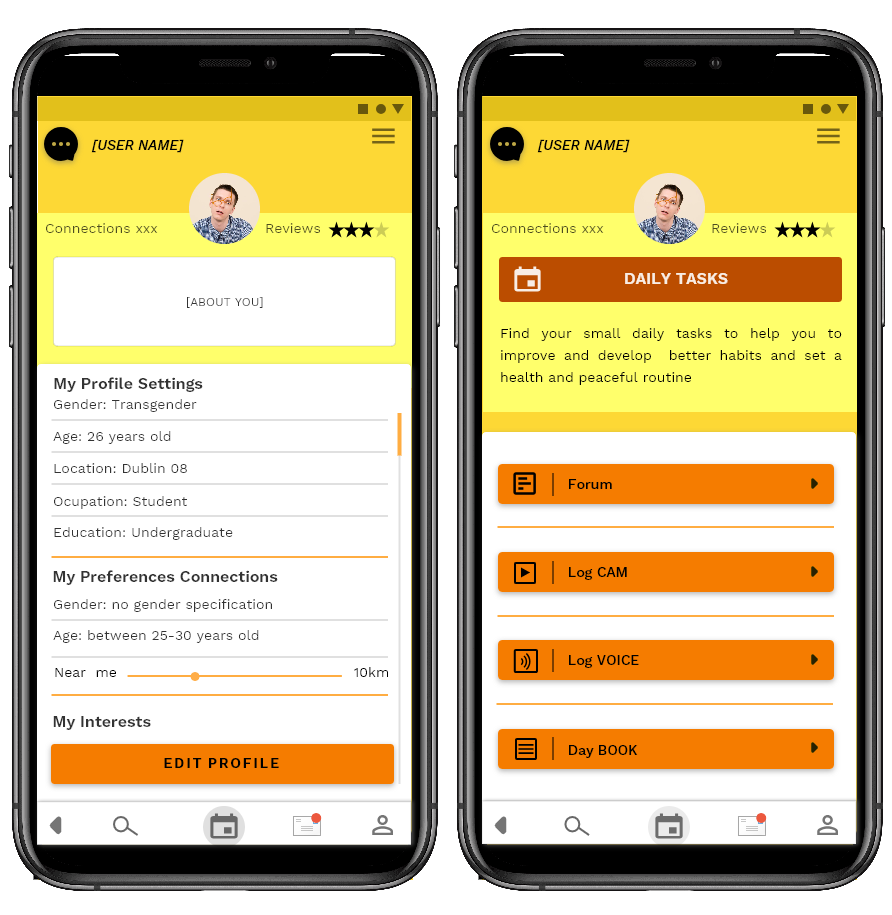 [USER NAME]
Connections xxx
Reviews
[ABOUT YOU]
My Profile Settings
Gender: Transgender
Age: 26 years old
Location: Dublin 08
Ocupation: Student
Education: Undergraduate
My Preferences Connections
Gender: no gender specification
Age: between 25-30 years old
Near me 10km
My Interests
EDIT PROFILE
[USER NAME]
Connections xxx
Reviews
DAILY TASKS
Find your small daily tasks to help you to
improve and develop better habits and set a
health and peaceful routine
Forum
Log CAM
Log VOICE
Day BOOK